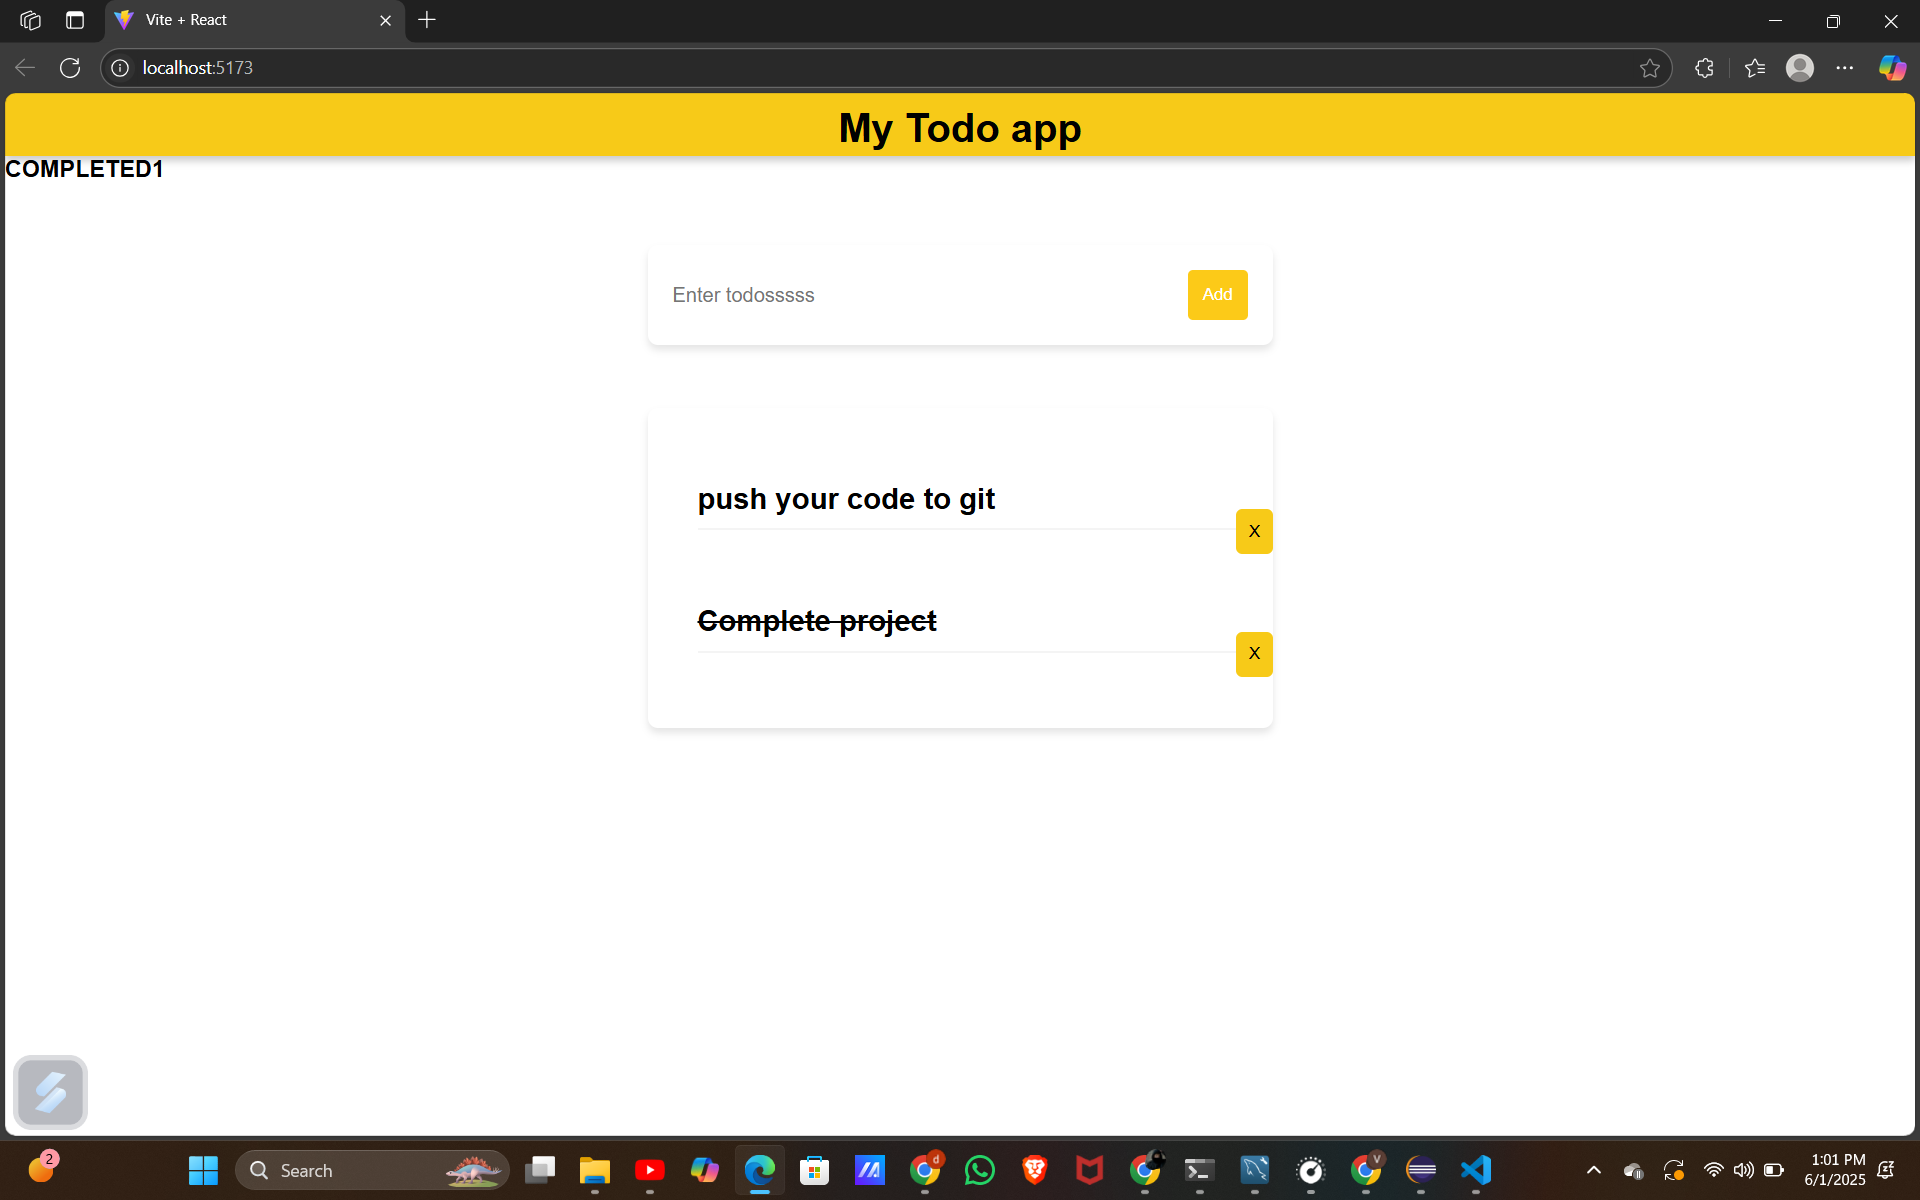 Vite + React
localhost:5173
My Todo app
COMPLETED1
Enter todosssss
Add
push your code to git
X
Complete project
X
2
Search
d
V
1:01 PM
6/1/2025